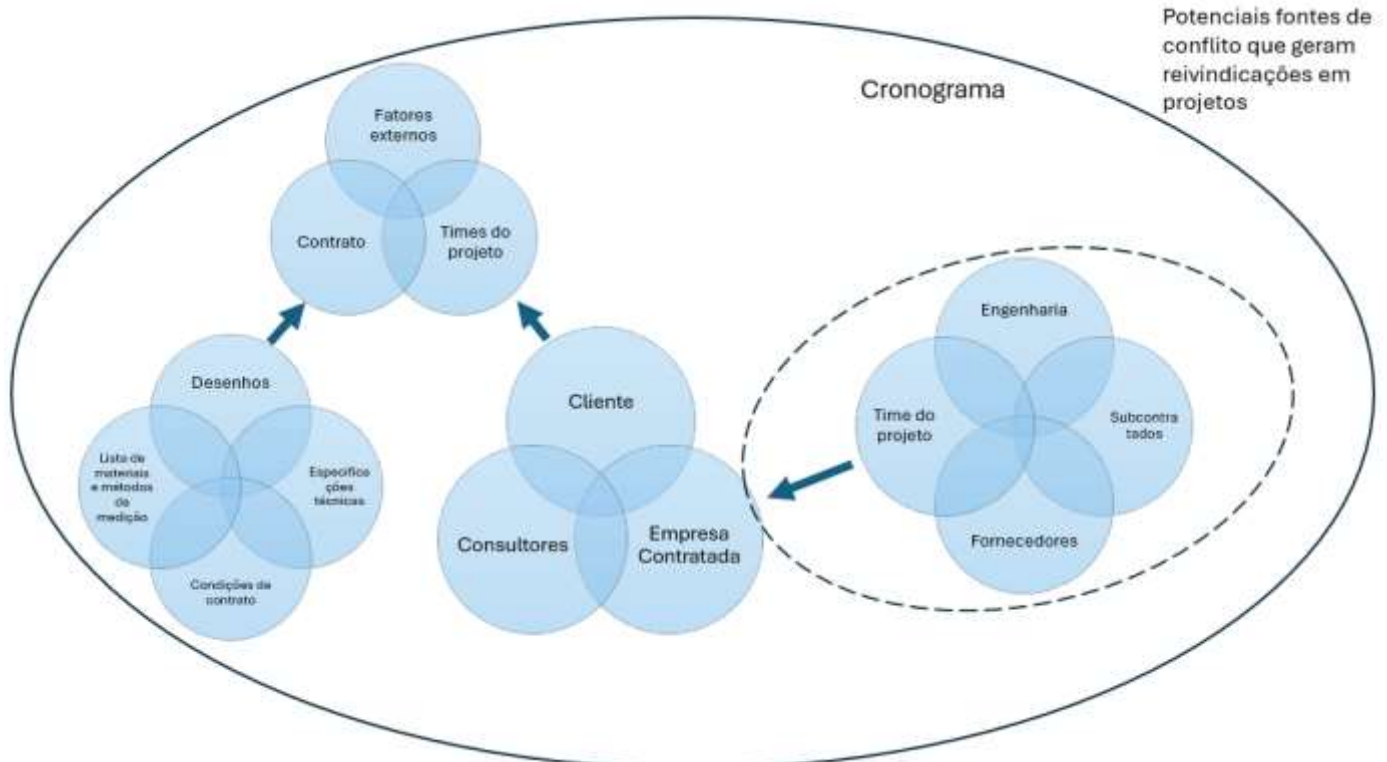 Potenciais fontes de
conflito que geram
reivindicações em
projetos
Cronograma
Fatores
externos
Contrato
Times do
projeto
Desenhos
Lista de
materiais
e métodos
de
medição
Especifica
ções
técnicas
Condições de
contrato
Cliente
Consultores
Empresa
Contratada
Engenharia
Time do
projeto
Subcontra
tados
Fornecedores